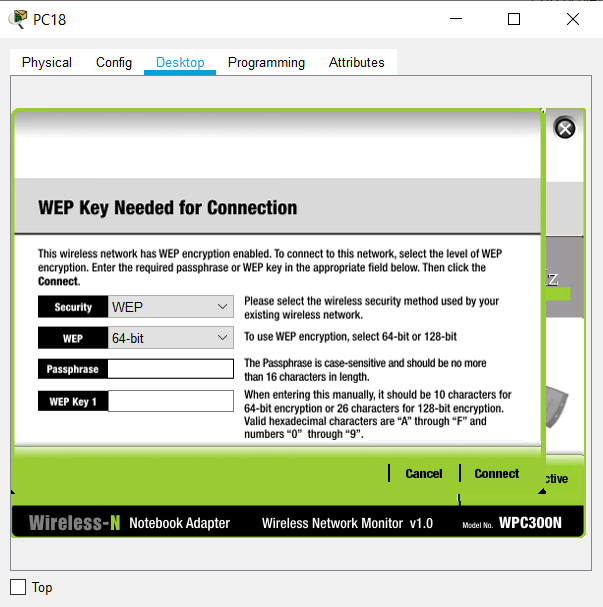 PC18
Physical Config Desktop Programming Attributes
WEP Key Needed for Connection
This wireless network has WEP encryption enabled. To connect to this network, select the level of WEP
encryption. Enter the required passphrase or WEP key in the appropriate field below. Then click the
Connect.
Security WEP
Please select the wireless security method used by your
existing wireless network.
WEP 64-bit
To use WEP encryption, select 64-bit or 128-bit
Passphrase
The Passphrase is case-sensitive and should be no more
than 16 characters in length.
WEP Key 1
When entering this manually, it should be 10 characters for
64-bit encryption or 26 characters for 128-bit encryption.
Valid hexadecimal characters are “A” through “F” and
numbers “0” through “9”.
Cancel Connect
Wireless-N Notebook Adapter Wireless Network Monitor v1.0 Model No. WPC300N
Top